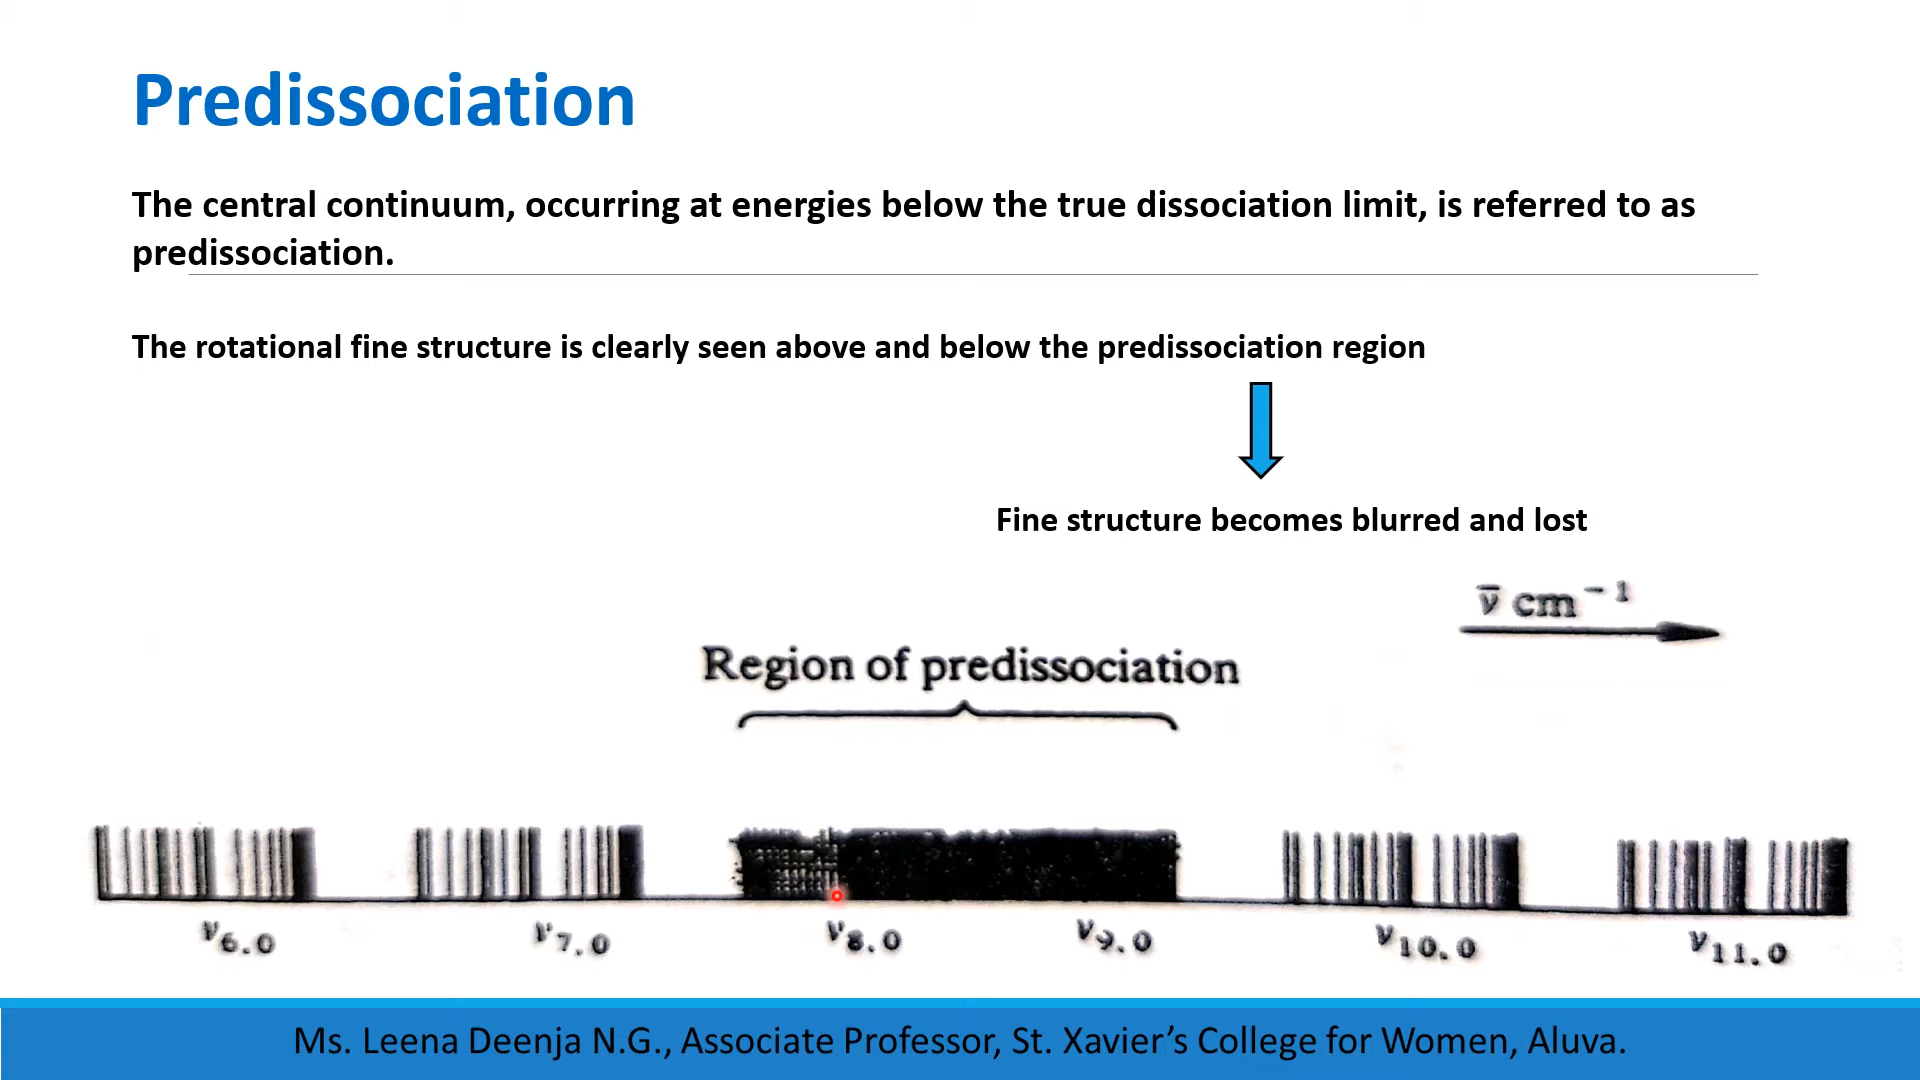 Predissociation
The central continuum, occurring at energies below the true dissociation limit, is referred to as
predissociation.
The rotational fine structure is clearly seen above and below the predissociation region
Fine structure becomes blurred and lost
ν̅ cm⁻¹
Region of predissociation
ν6.0 ν7.0 ν8.0 ν9.0 ν10.0 ν11.0
Ms. Leena Deenja N.G., Associate Professor, St. Xavier’s College for Women, Aluva.